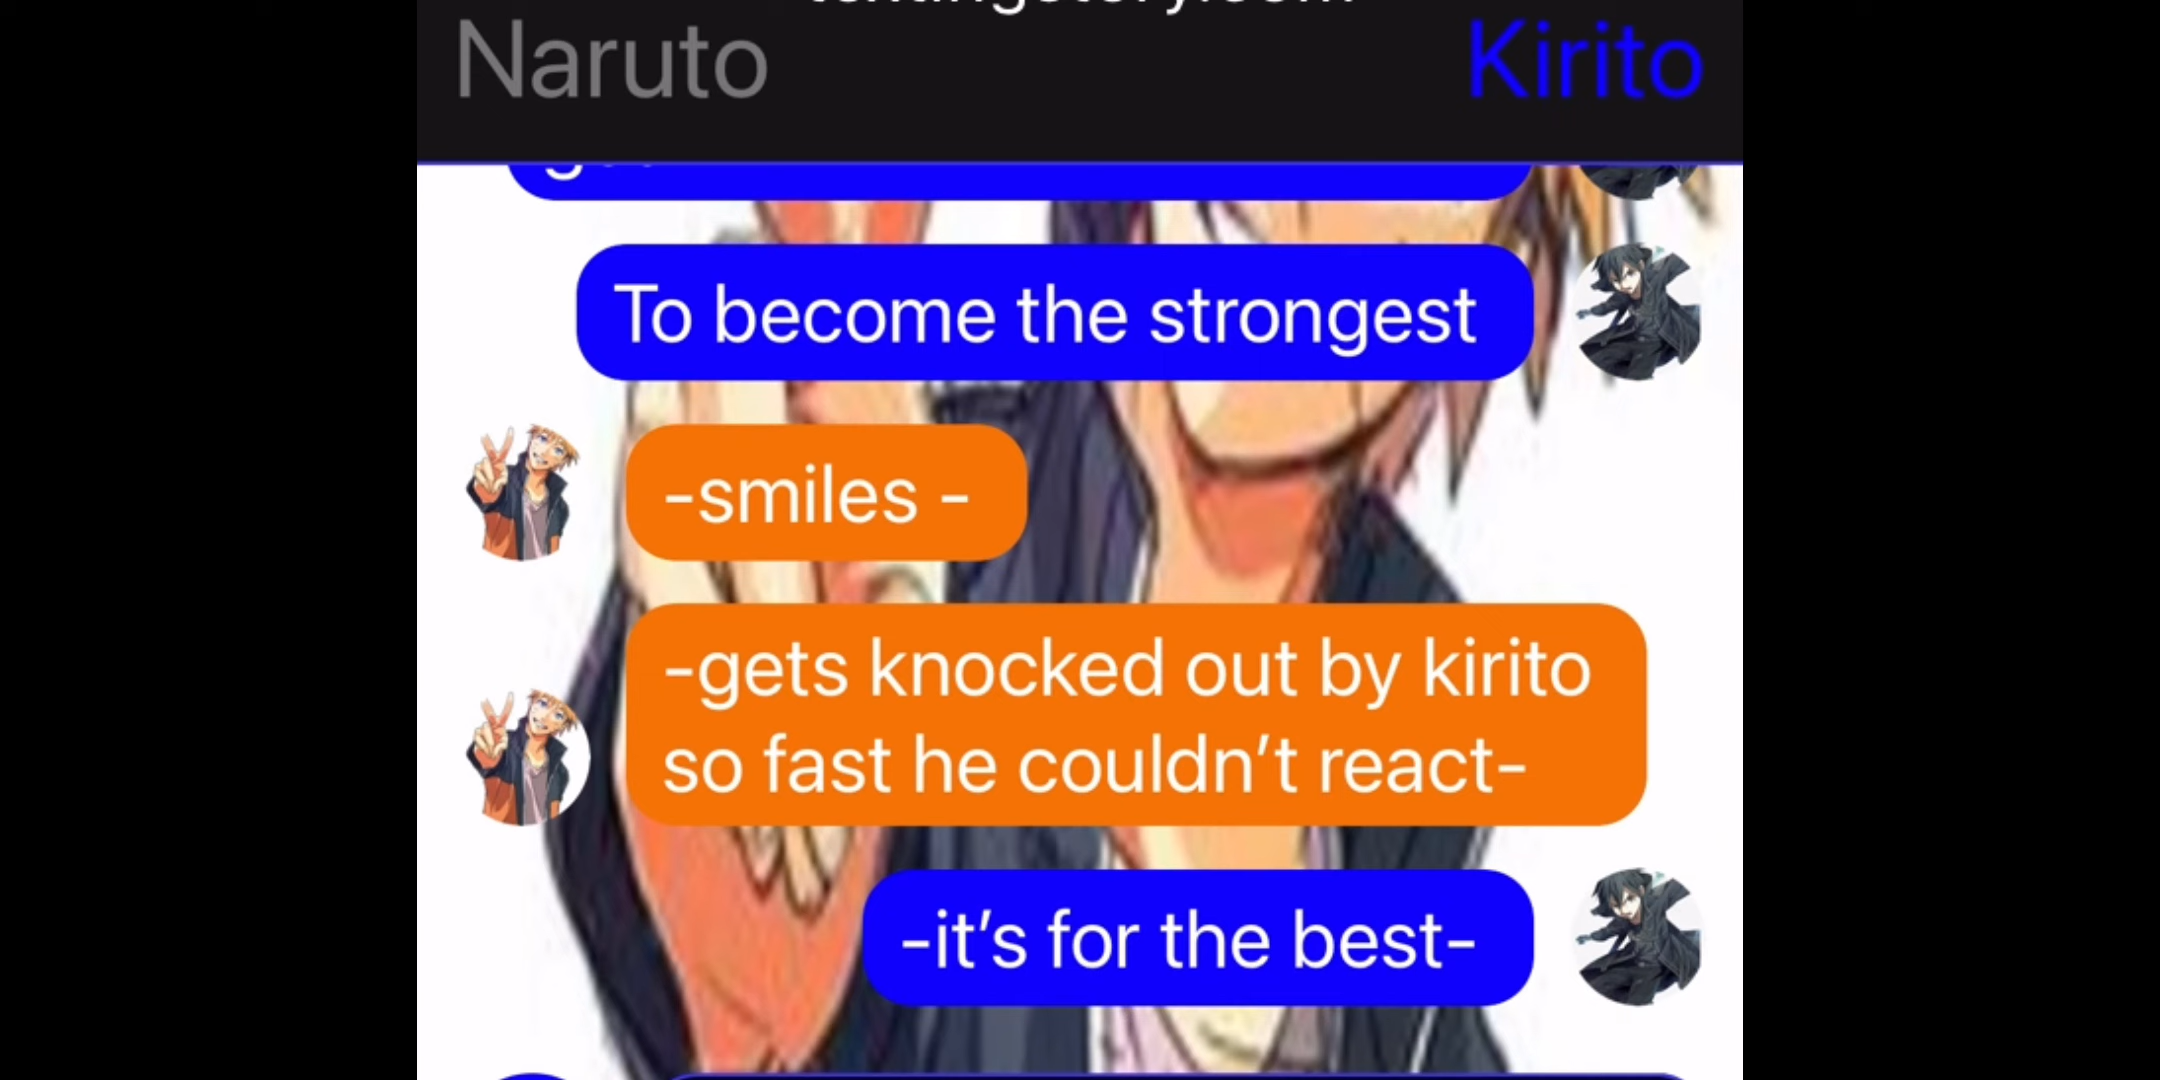 Naruto
Kirito
To become the strongest
-smiles -
-gets knocked out by kirito
so fast he couldn't react-
-it's for the best-